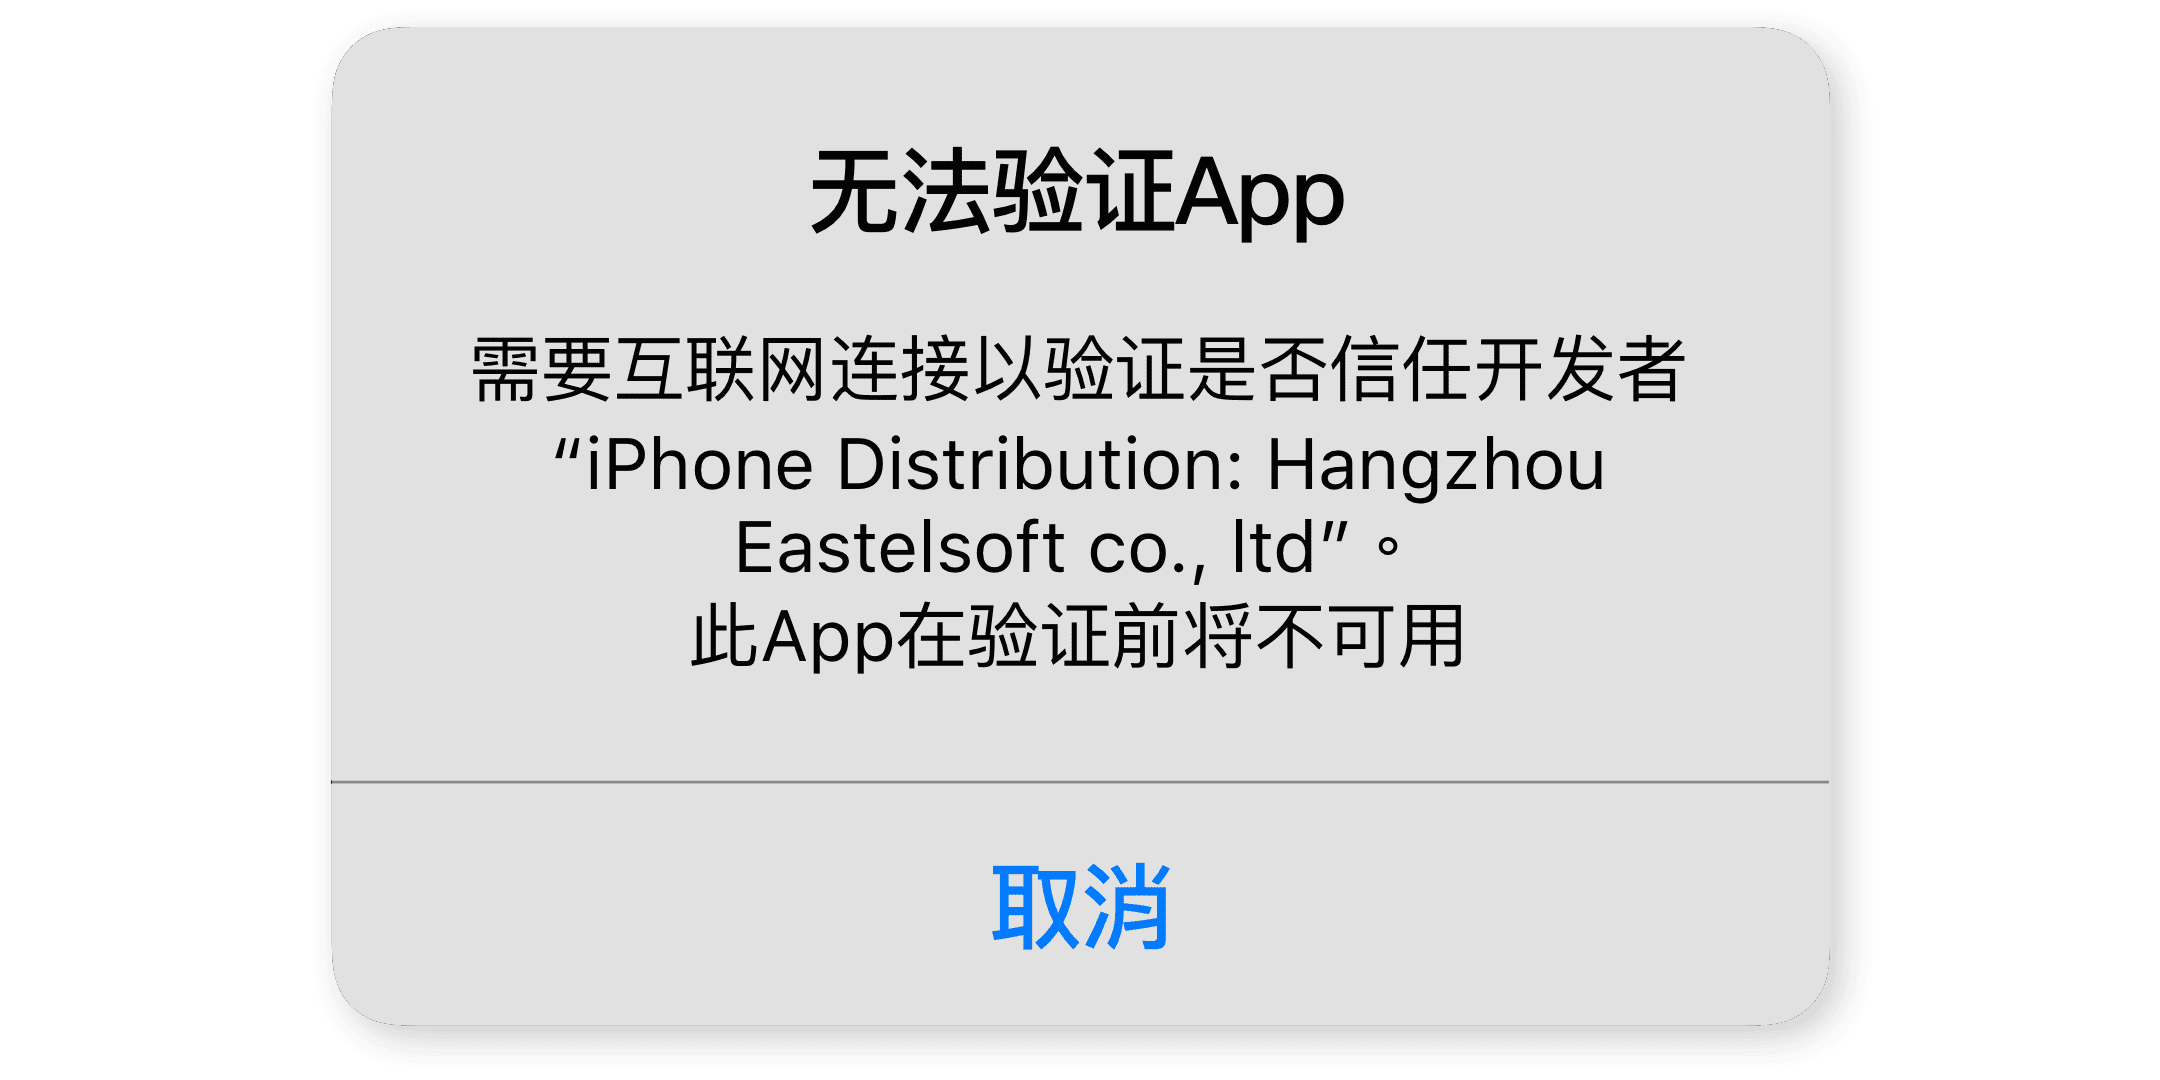 无法验证App
需要互联网连接以验证是否信任开发者
“iPhone Distribution: Hangzhou
Eastelsoft co., ltd”。
此App在验证前将不可用
取消